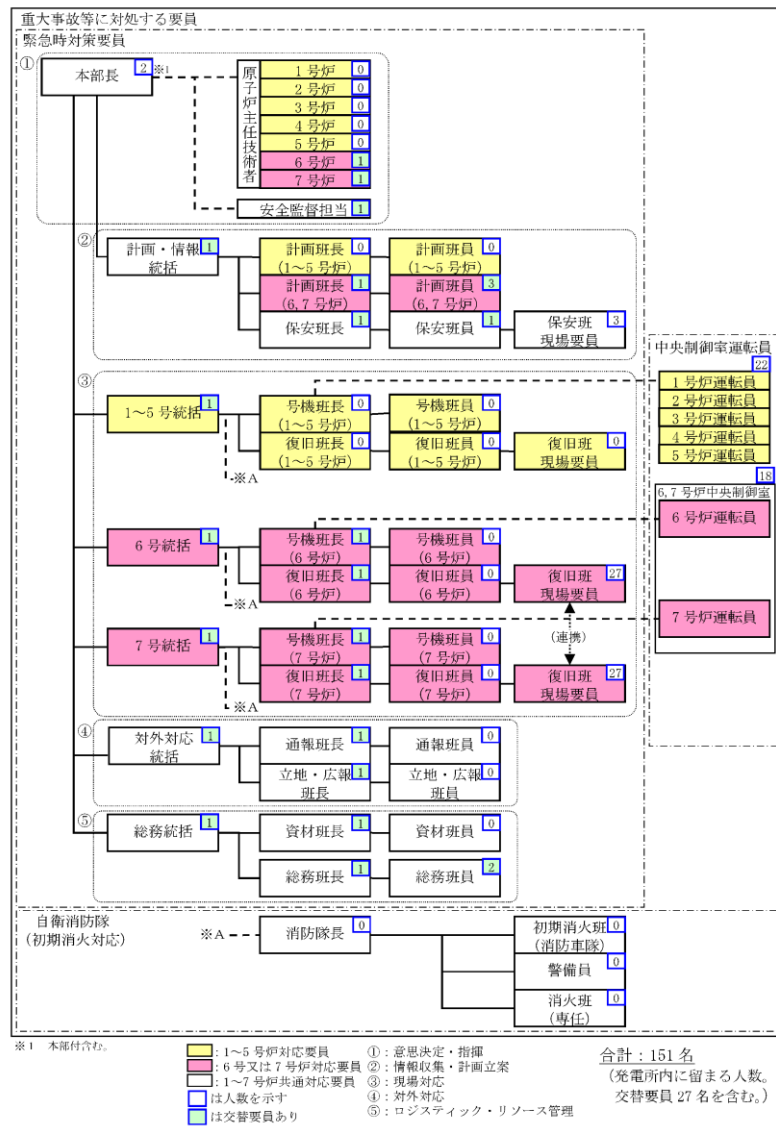 重大事故等に対処する要員
緊急時対策要員
①
本部長 2 ※1
原子炉主任技術者
1号炉 0
2号炉 0
3号炉 0
4号炉 0
5号炉 0
6号炉 1
7号炉 1
安全監督担当 1
②
計画・情報 1
統括
計画班長 0
(1~5号炉)
計画班員 0
(1~5号炉)
計画班長 1
(6,7号炉)
計画班員 3
(6,7号炉)
保安班長 1
保安班員 1
保安班 3
現場要員
中央制御室運転員
22
1号炉運転員
2号炉運転員
3号炉運転員
4号炉運転員
5号炉運転員
18
6,7号炉中央制御室
6号炉運転員
7号炉運転員
③
1~5号統括 1
※A
号機班長 0
(1~5号炉)
号機班員 0
(1~5号炉)
復旧班長 0
(1~5号炉)
復旧班員 0
(1~5号炉)
復旧班 0
現場要員
6号統括 1
※A
号機班長 1
(6号炉)
号機班員 0
(6号炉)
復旧班長 1
(6号炉)
復旧班員 0
(6号炉)
復旧班 27
現場要員
(連携)
7号統括 1
※A
号機班長 1
(7号炉)
号機班員 0
(7号炉)
復旧班長 1
(7号炉)
復旧班員 0
(7号炉)
復旧班 27
現場要員
④
対外対応 1
統括
通報班長 1
通報班員 0
立地・広報 1
班長
立地・広報 0
班員
⑤
総務統括 1
資材班長 1
資材班員 0
総務班長 1
総務班員 2
自衛消防隊
(初期消火対応)
※A
消防隊長 0
初期消火班 0
(消防車隊)
警備員 0
消火班 0
(専任)
※1 本部付含む。
:1~5号炉対応要員
:6号又は7号炉対応要員
:1~7号炉共通対応要員
は人数を示す
は交替要員あり
①:意思決定・指揮
②:情報収集・計画立案
③:現場対応
④:対外対応
⑤:ロジスティック・リソース管理
合計:151名
(発電所内に留まる人数。
交替要員27名を含む。)